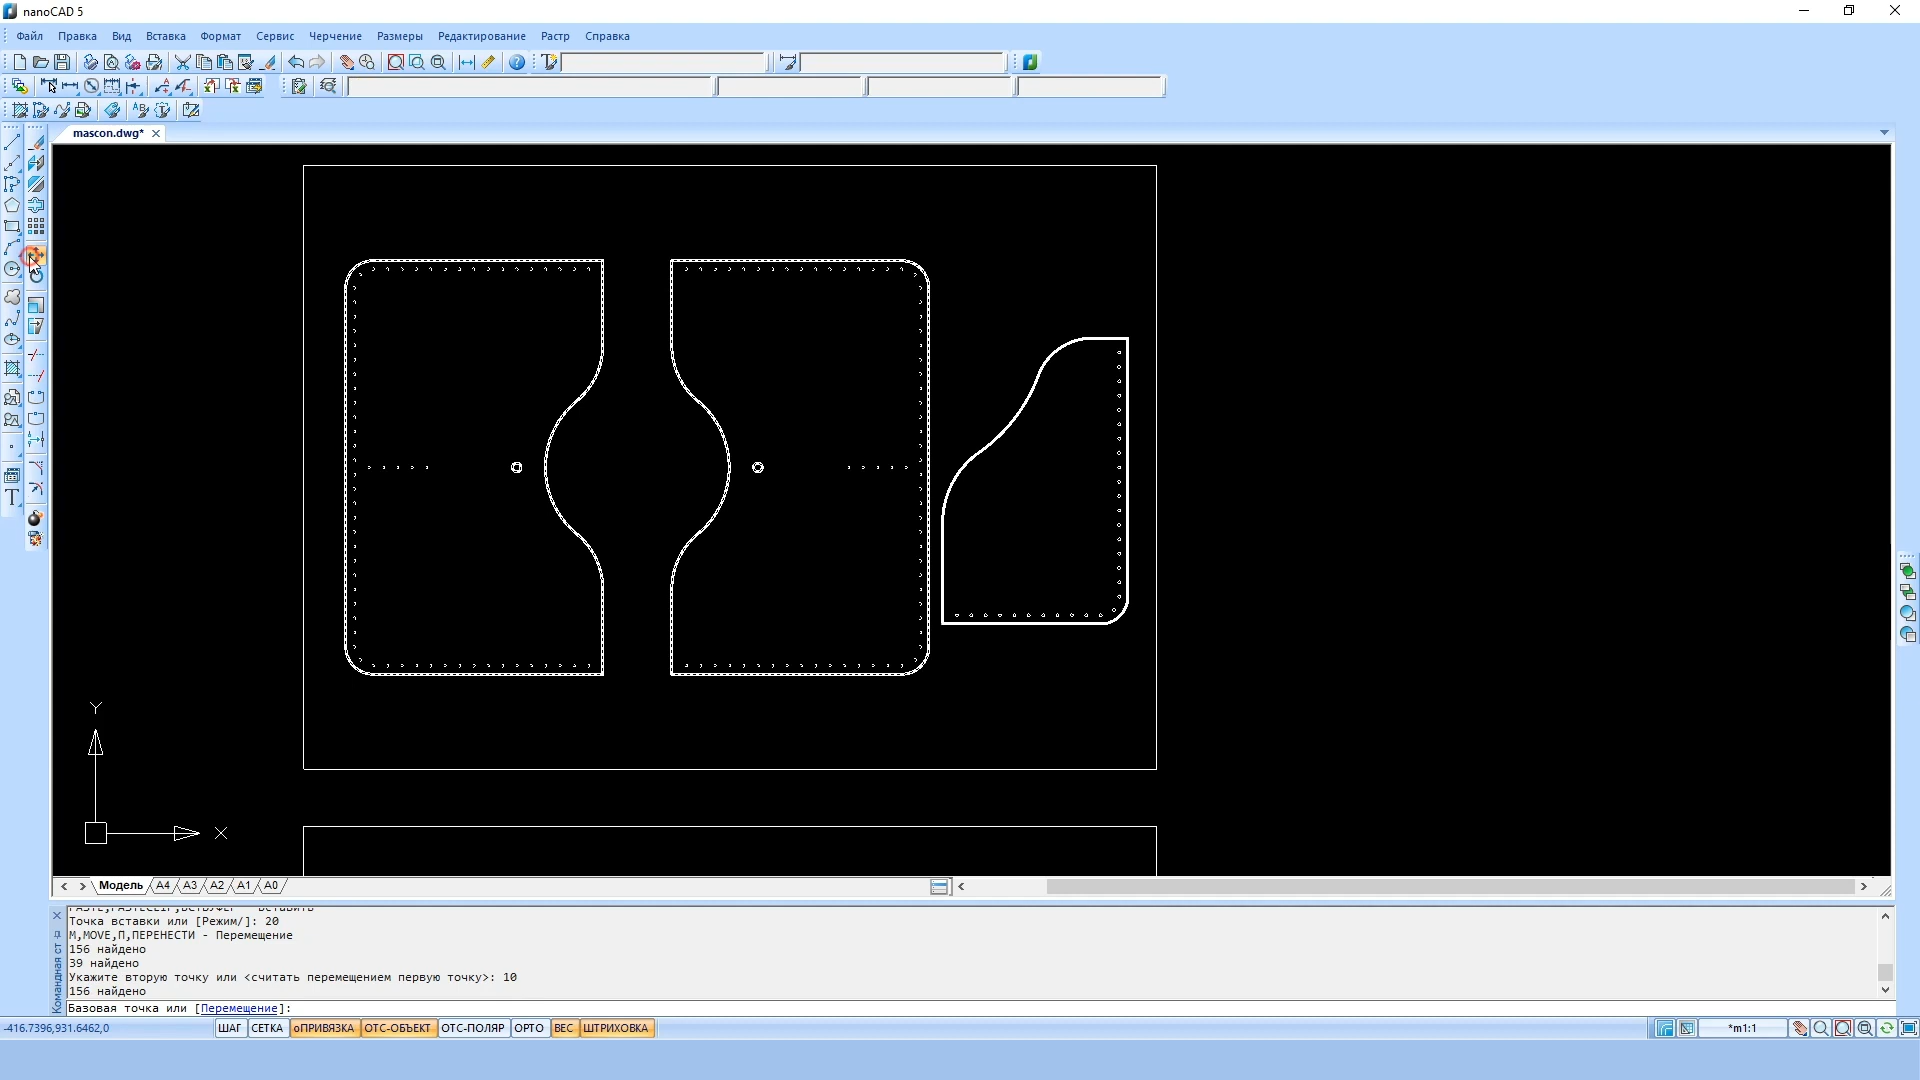 nanoCAD 5
Файл Правка Вид Вставка Формат Сервис Черчение Размеры Редактирование Растр Справка
mascon.dwg*
Y
X
Модель A4 A3 A2 A1 A0
Точка вставки или [Режим/]: 20
M,MOVE,П,ПЕРЕНЕСТИ - Перемещение
156 найдено
39 найдено
Укажите вторую точку или <считать перемещением первую точку>: 10
156 найдено
Базовая точка или [Перемещение]:
-416.7396,931.6462,0 ШАГ СЕТКА оПРИВЯЗКА ОТС-ОБЪЕКТ ОТС-ПОЛЯР ОРТО ВЕС ШТРИХОВКА *m1:1